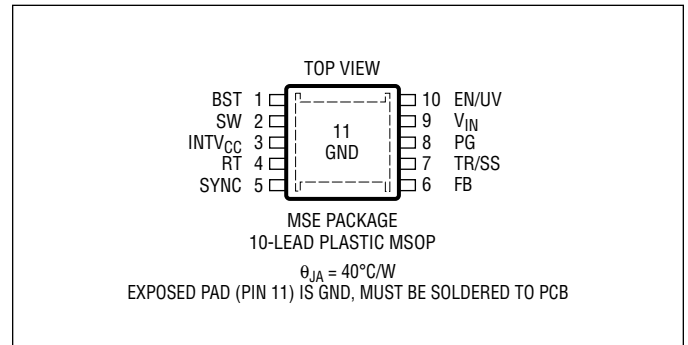 TOP VIEW
BST 1
SW 2
INTVCC 3
RT 4
SYNC 5
11
GND
10 EN/UV
9 VIN
8 PG
7 TR/SS
6 FB
MSE PACKAGE
10-LEAD PLASTIC MSOP
θJA = 40°C/W
EXPOSED PAD (PIN 11) IS GND, MUST BE SOLDERED TO PCB